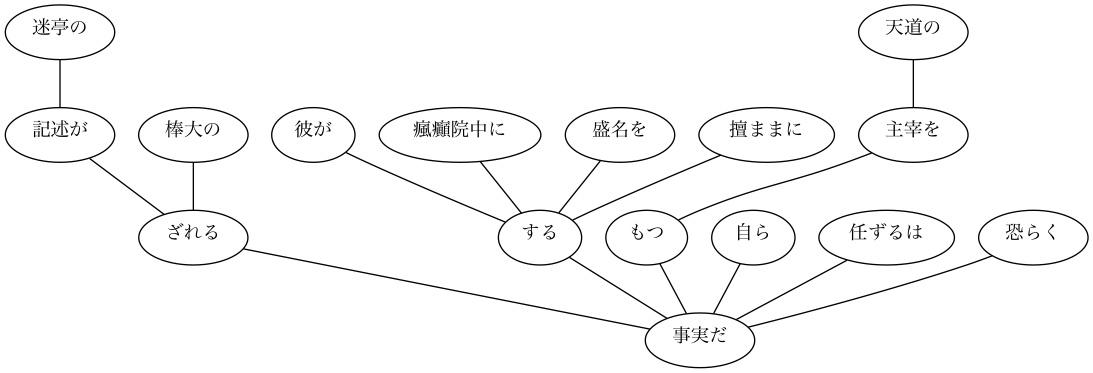 迷亭の
天道の
記述が
棒大の
彼が
瘋癲院中に
盛名を
擅ままに
主宰を
ざれる
する
もつ
自ら
任ずるは
恐らく
事実だ